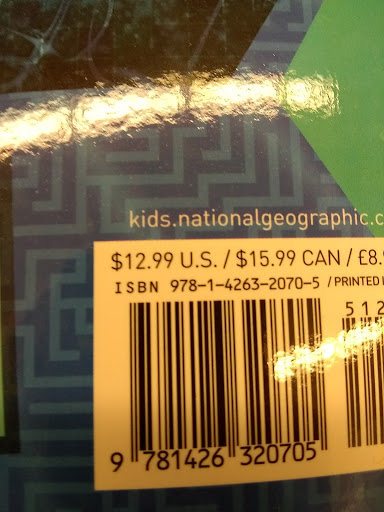 kids.nationalgeographic.c
$12.99 U.S. / $15.99 CAN / £8.9
ISBN 978-1-4263-2070-5 / PRINTED
512
9 781426 320705